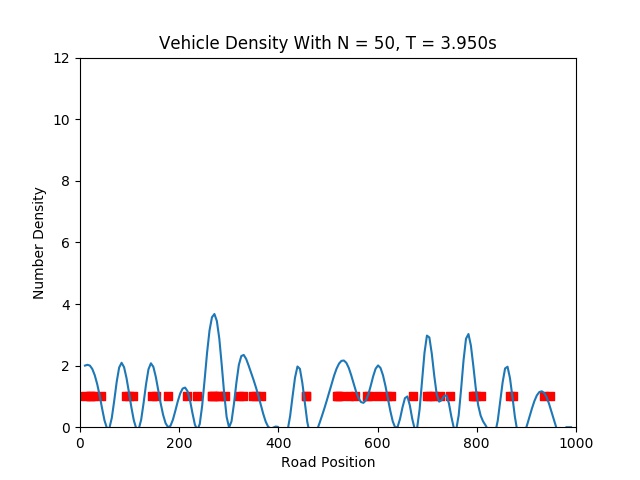 Vehicle Density With N = 50, T = 3.950s
12
10
8
6
4
2
0
Number Density
0 200 400 600 800 1000
Road Position